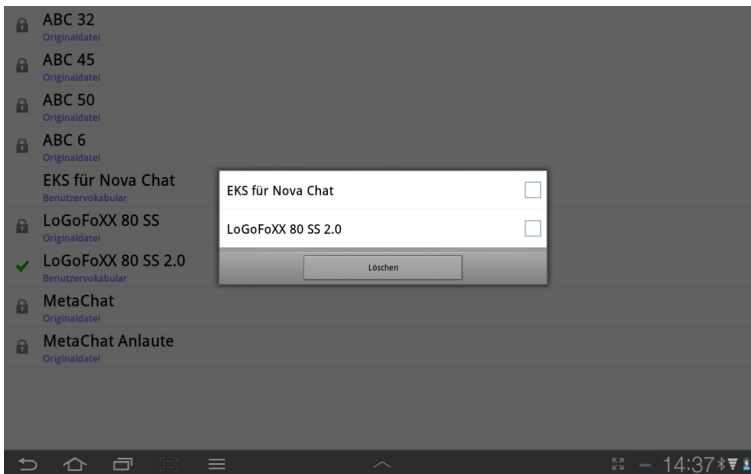 ABC 32
Originaldatei
ABC 45
Originaldatei
ABC 50
Originaldatei
ABC 6
Originaldatei
EKS für Nova Chat
Benutzervokabular
LoGoFoXX 80 SS
Originaldatei
LoGoFoXX 80 SS 2.0
Benutzervokabular
MetaChat
Originaldatei
MetaChat Anlaute
Originaldatei
EKS für Nova Chat
LoGoFoXX 80 SS 2.0
Löschen
14:37